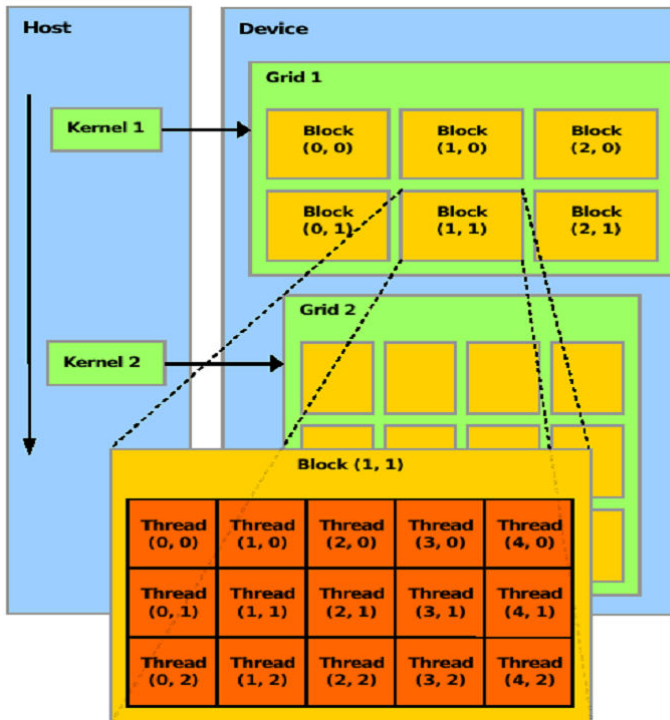 Host
Device
Grid 1
Kernel 1
Block
(0, 0)
Block
(1, 0)
Block
(2, 0)
Block
(0, 1)
Block
(1, 1)
Block
(2, 1)
Grid 2
Kernel 2
Block (1, 1)
Thread
(0, 0)
Thread
(1, 0)
Thread
(2, 0)
Thread
(3, 0)
Thread
(4, 0)
Thread
(0, 1)
Thread
(1, 1)
Thread
(2, 1)
Thread
(3, 1)
Thread
(4, 1)
Thread
(0, 2)
Thread
(1, 2)
Thread
(2, 2)
Thread
(3, 2)
Thread
(4, 2)